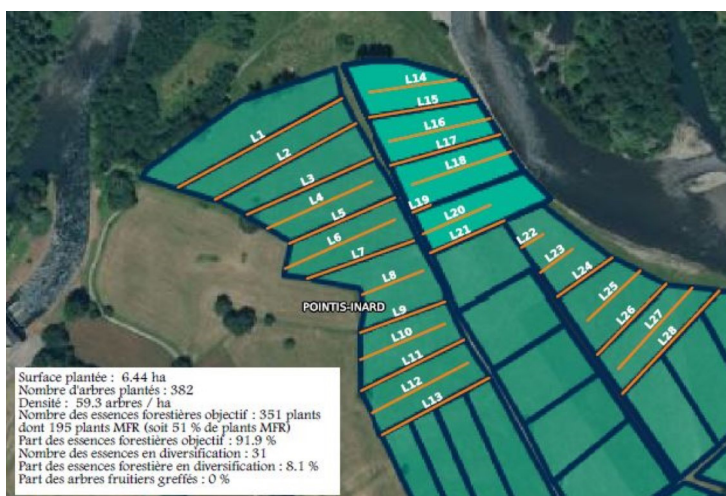 L14
L15
L1
L16
L2
L17
L18
L3
L4
L19
L5
L20
L21
L6
L22
L7
L23
L24
L8
L25
POINTIS-INARD
L9
L26
L27
L10
L28
L11
L12
L13
Surface plantée : 6.44 ha
Nombre d'arbres plantés : 382
Densité : 59.3 arbres / ha
Nombre des essences forestières objectif : 351 plants
dont 195 plants MFR (soit 51 % de plants MFR)
Part des essences forestières objectif : 91.9 %
Nombre des essences en diversification : 31
Part des essences forestière en diversification : 8.1 %
Part des arbres fruitiers greffés : 0 %